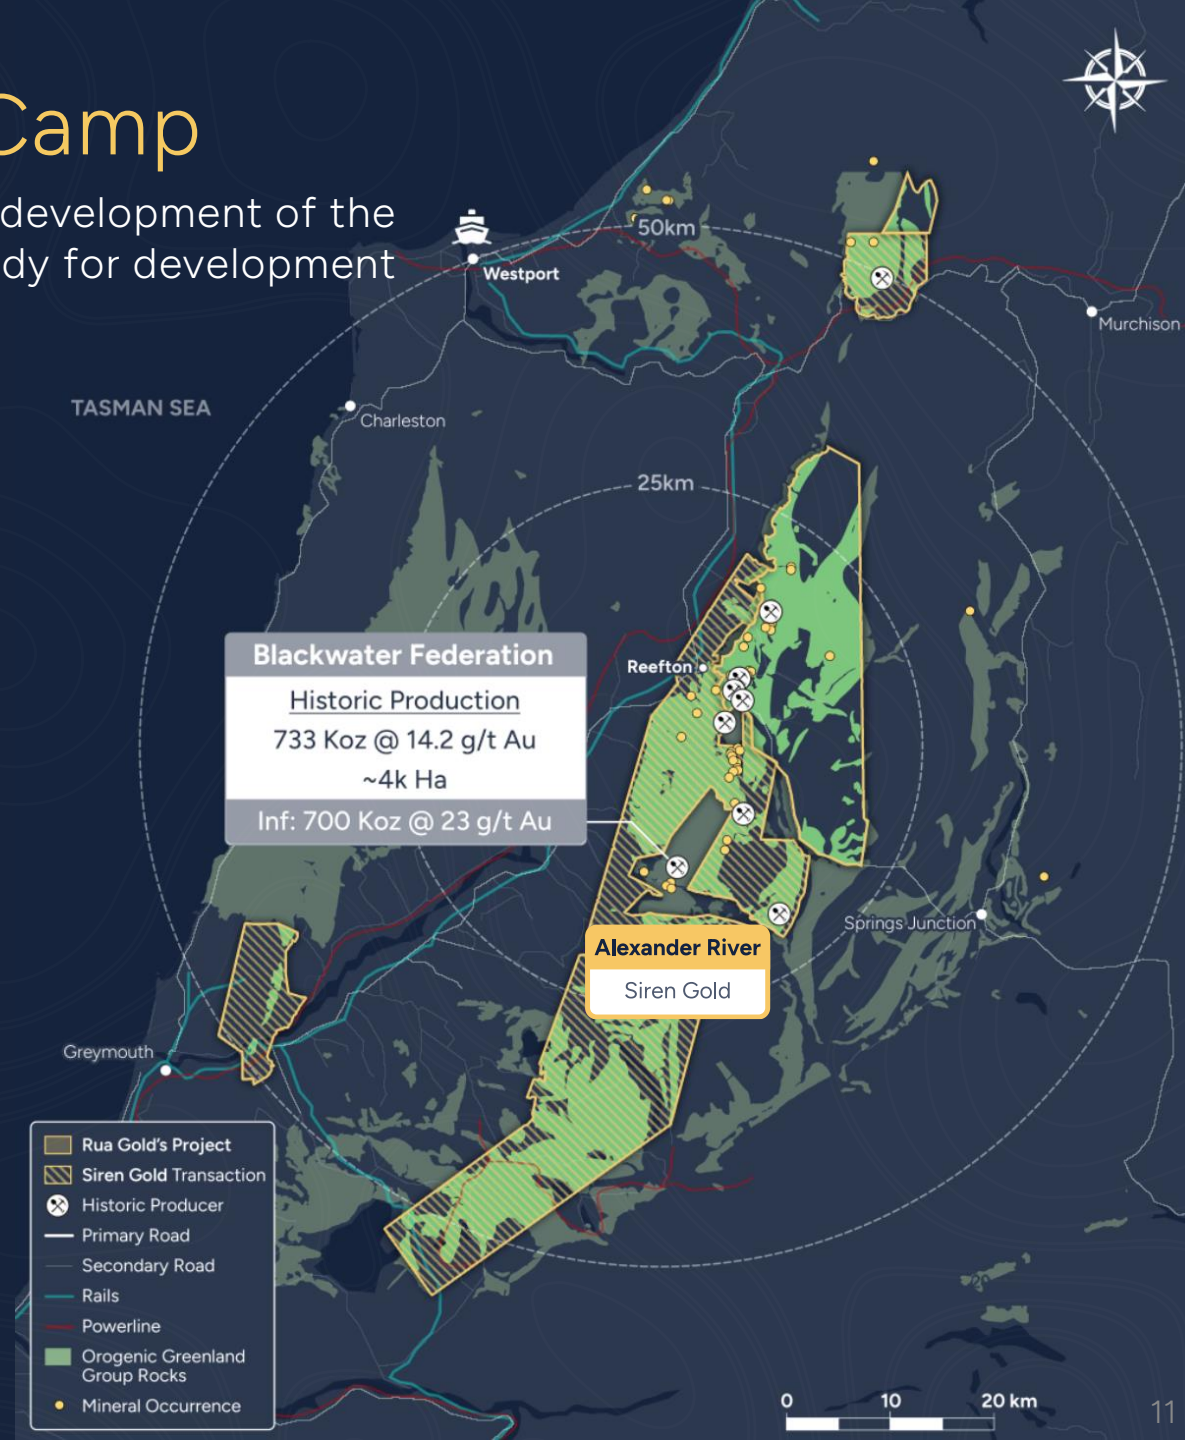 Camp
development of the
dy for development
50km
Westport
Murchison
TASMAN SEA
Charleston
25km
Reefton
Blackwater Federation
Historic Production
733 Koz @ 14.2 g/t Au
~4k Ha
Inf: 700 Koz @ 23 g/t Au
Springs Junction
Alexander River
Siren Gold
Greymouth
Rua Gold's Project
Siren Gold Transaction
Historic Producer
Primary Road
Secondary Road
Rails
Powerline
Orogenic Greenland
Group Rocks
Mineral Occurrence
0 10 20 km
11